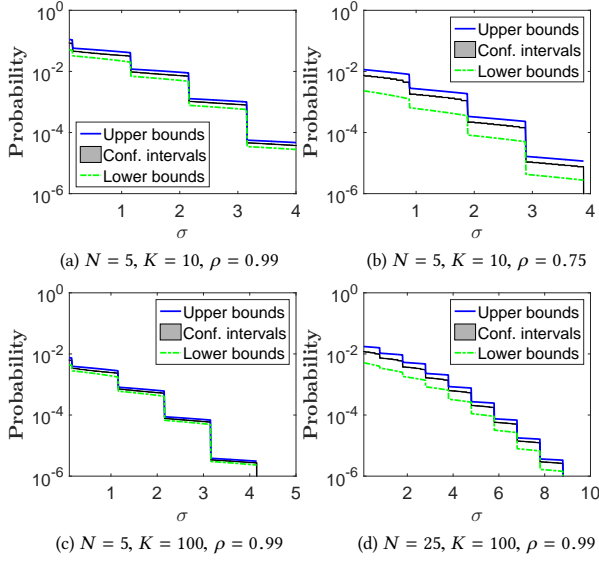 10^0
10^-2
10^-4
10^-6
Probability
Upper bounds
Conf. intervals
Lower bounds
1 2 3 4
σ
(a) N = 5, K = 10, ρ = 0.99
10^0
10^-2
10^-4
10^-6
Probability
Upper bounds
Conf. intervals
Lower bounds
1 2 3 4
σ
(b) N = 5, K = 10, ρ = 0.75
10^0
10^-2
10^-4
10^-6
Probability
Upper bounds
Conf. intervals
Lower bounds
1 2 3 4 5
σ
(c) N = 5, K = 100, ρ = 0.99
10^0
10^-2
10^-4
10^-6
Probability
Upper bounds
Conf. intervals
Lower bounds
2 4 6 8 10
σ
(d) N = 25, K = 100, ρ = 0.99